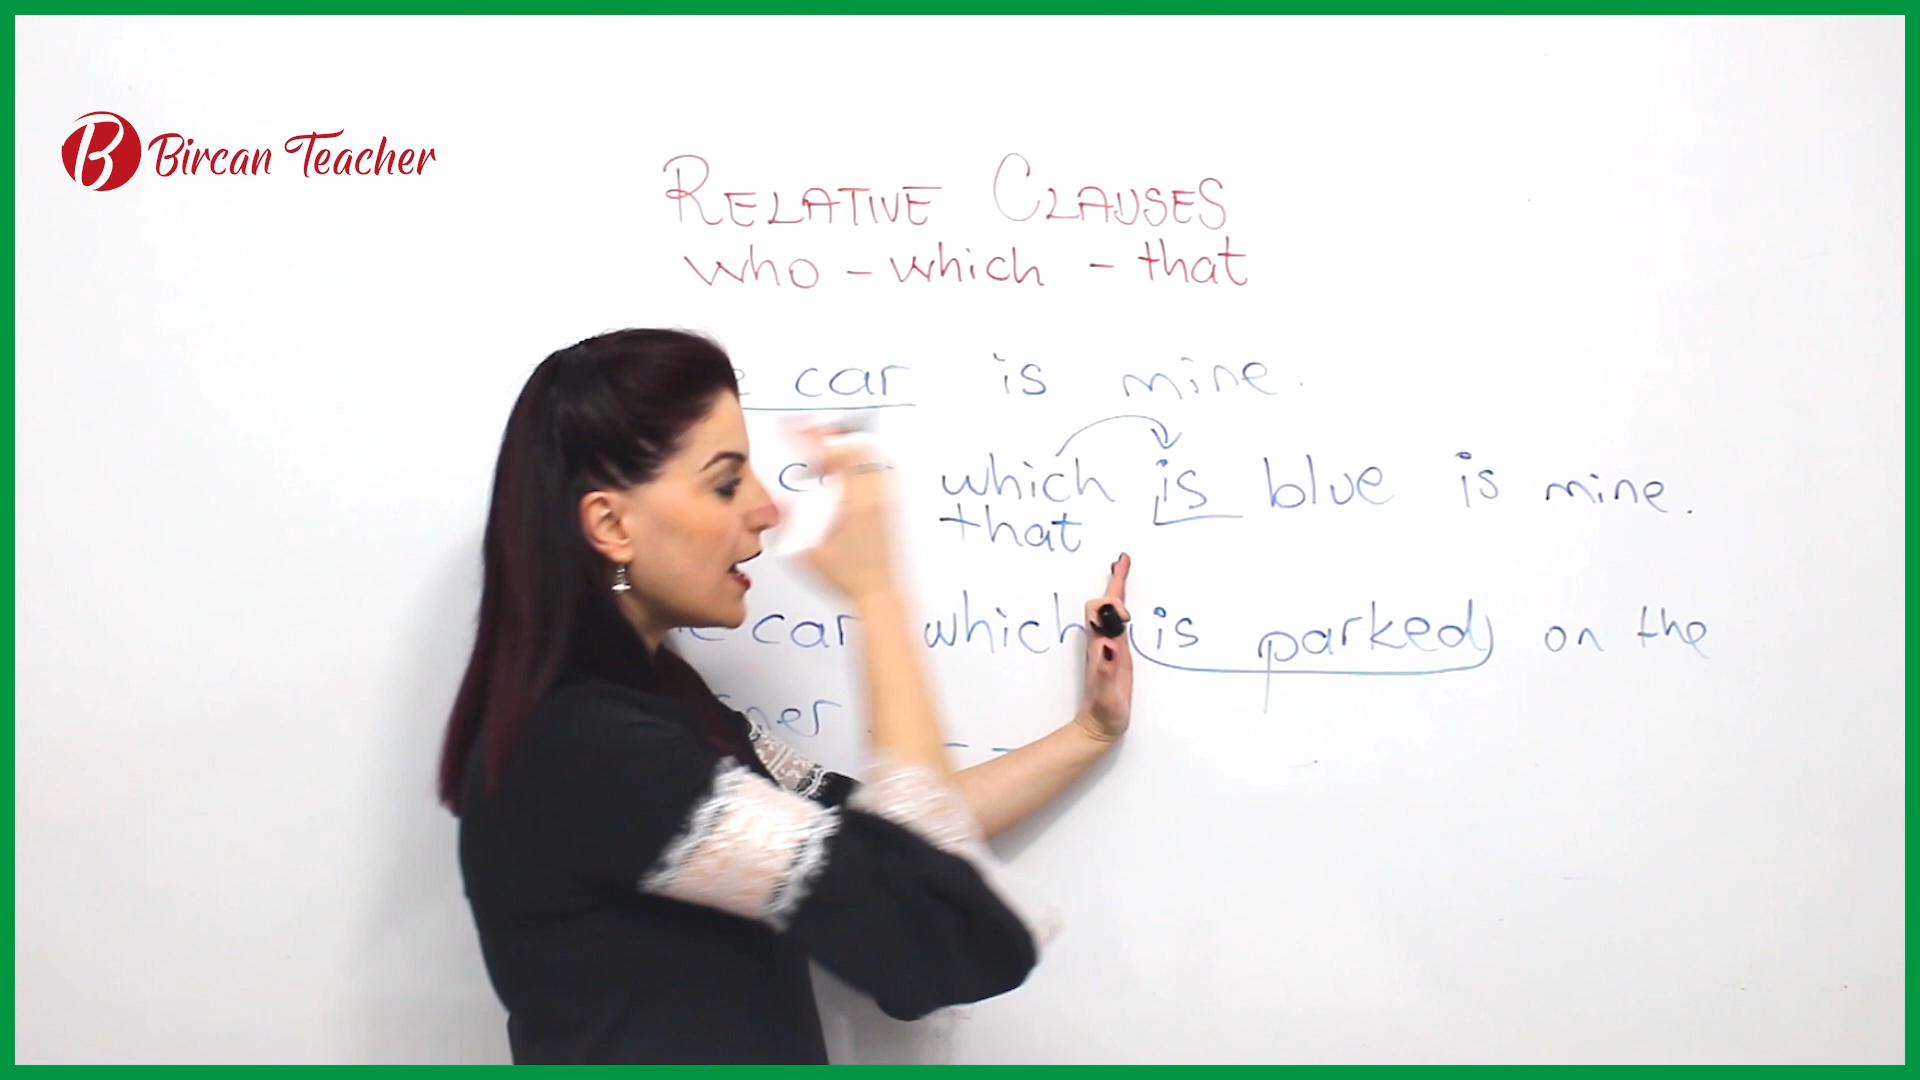 B Bircan Teacher
RELATIVE CLAUSES
who - which - that
car is mine.
which is blue is mine.
that
car which is parked on the